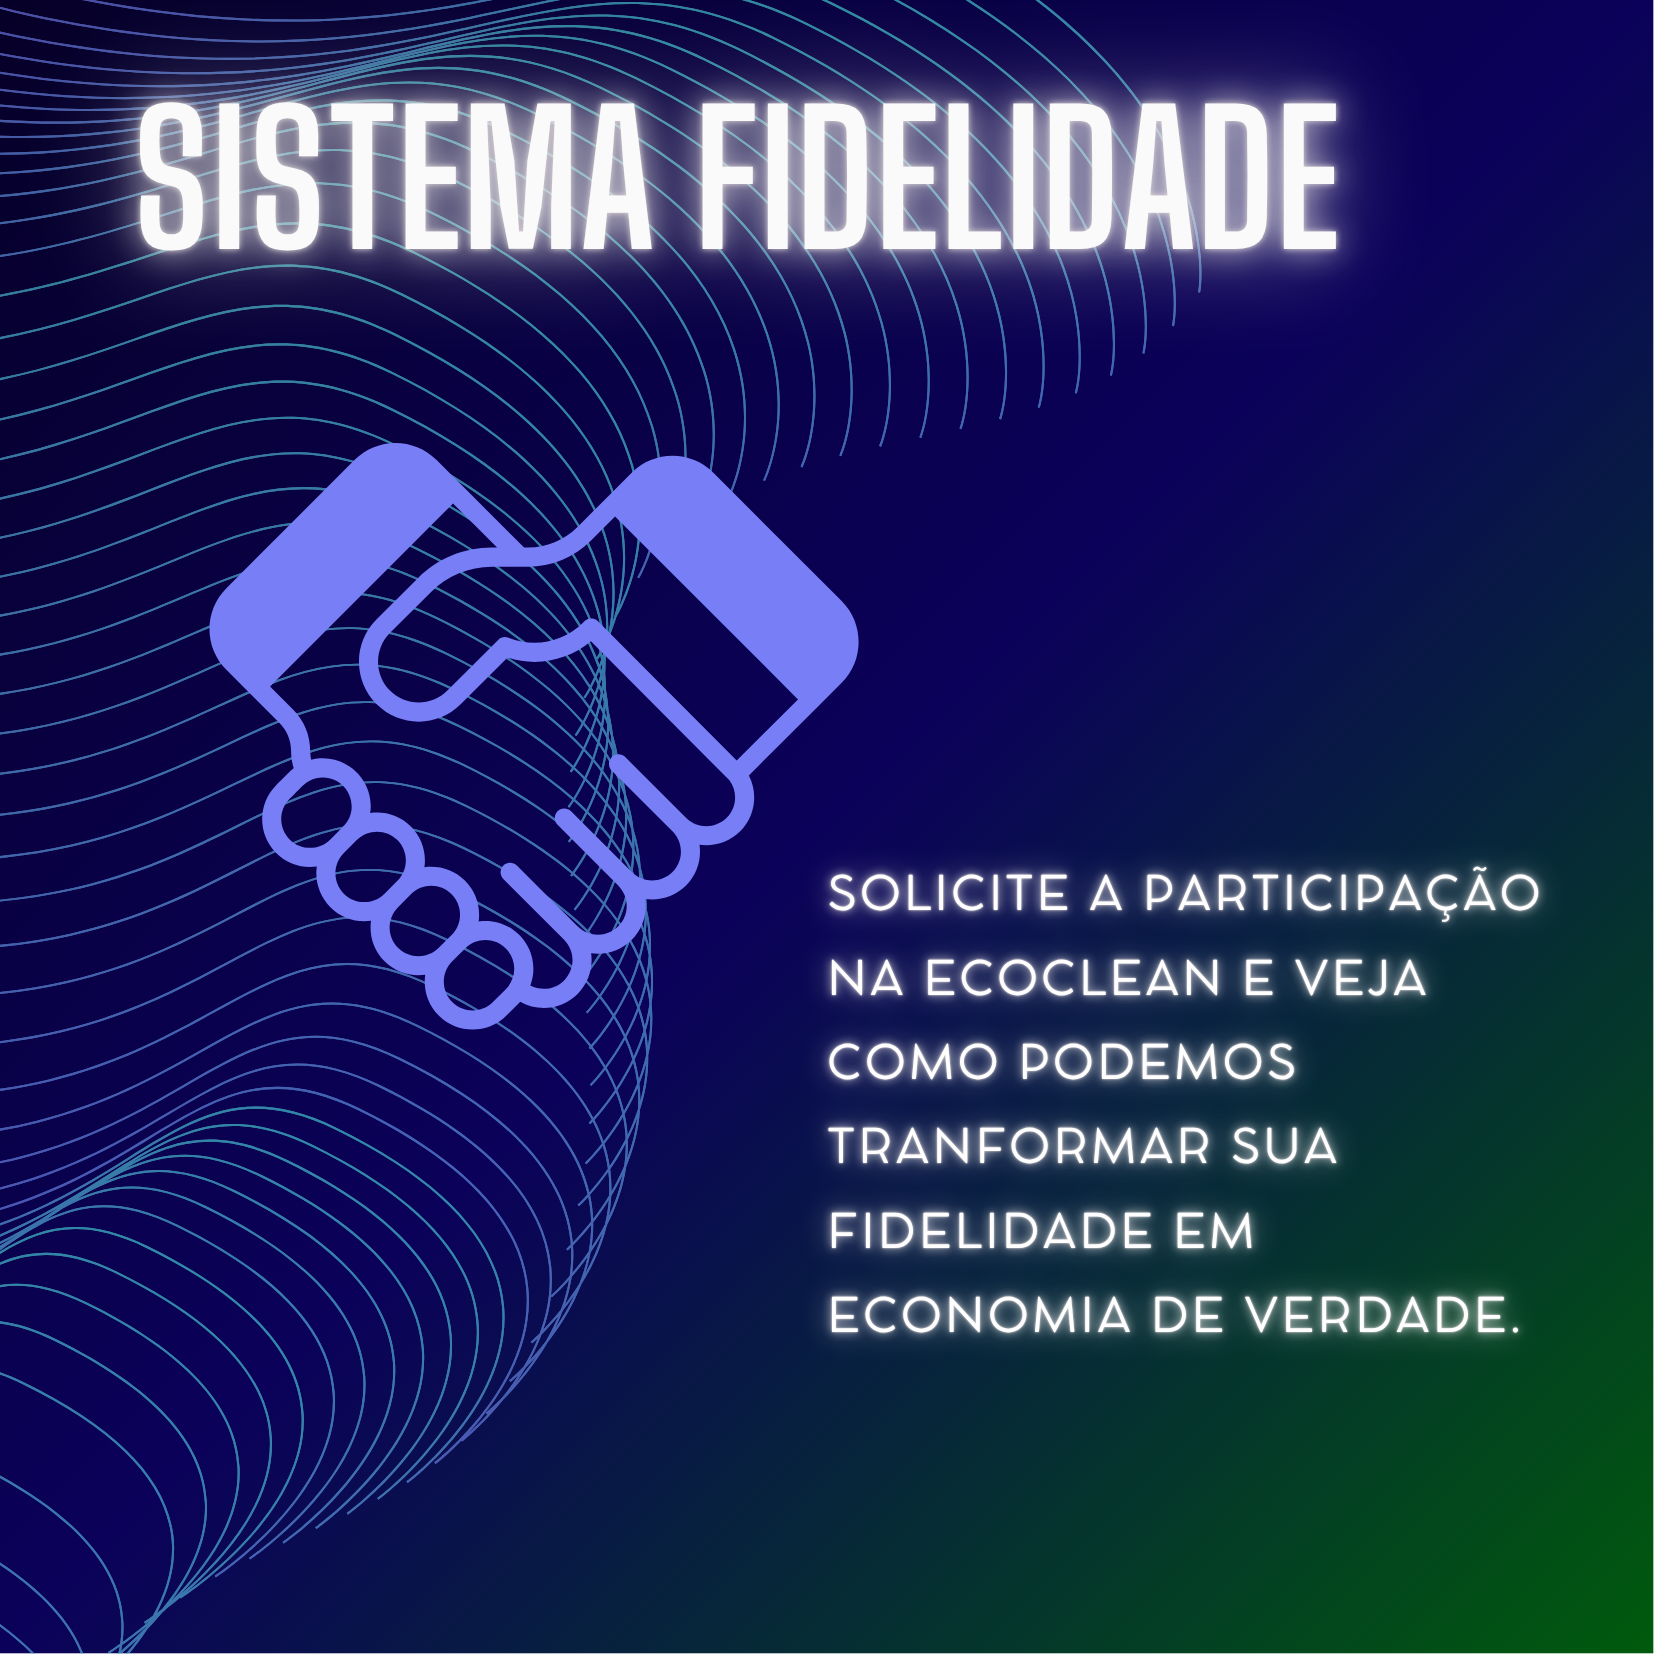 SISTEMA FIDELIDADE
SOLICITE A PARTICIPAÇÃO
NA ECOCLEAN E VEJA
COMO PODEMOS
TRANFORMAR SUA
FIDELIDADE EM
ECONOMIA DE VERDADE.